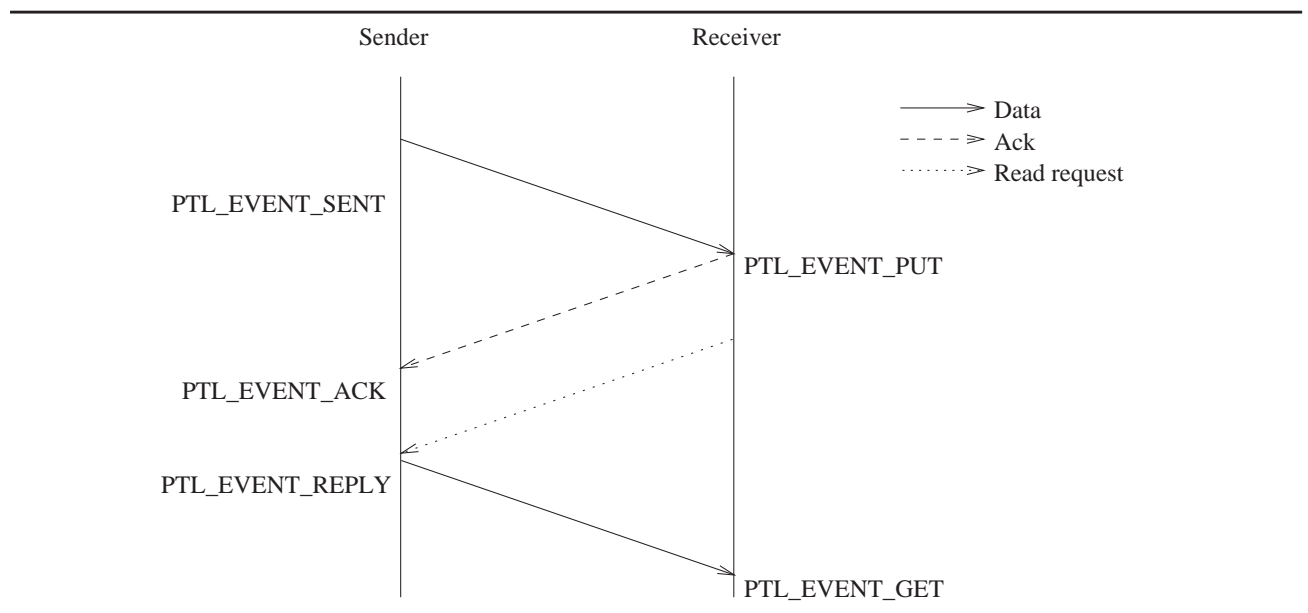 Sender
Receiver
Data
Ack
Read request
PTL_EVENT_SENT
PTL_EVENT_PUT
PTL_EVENT_ACK
PTL_EVENT_REPLY
PTL_EVENT_GET